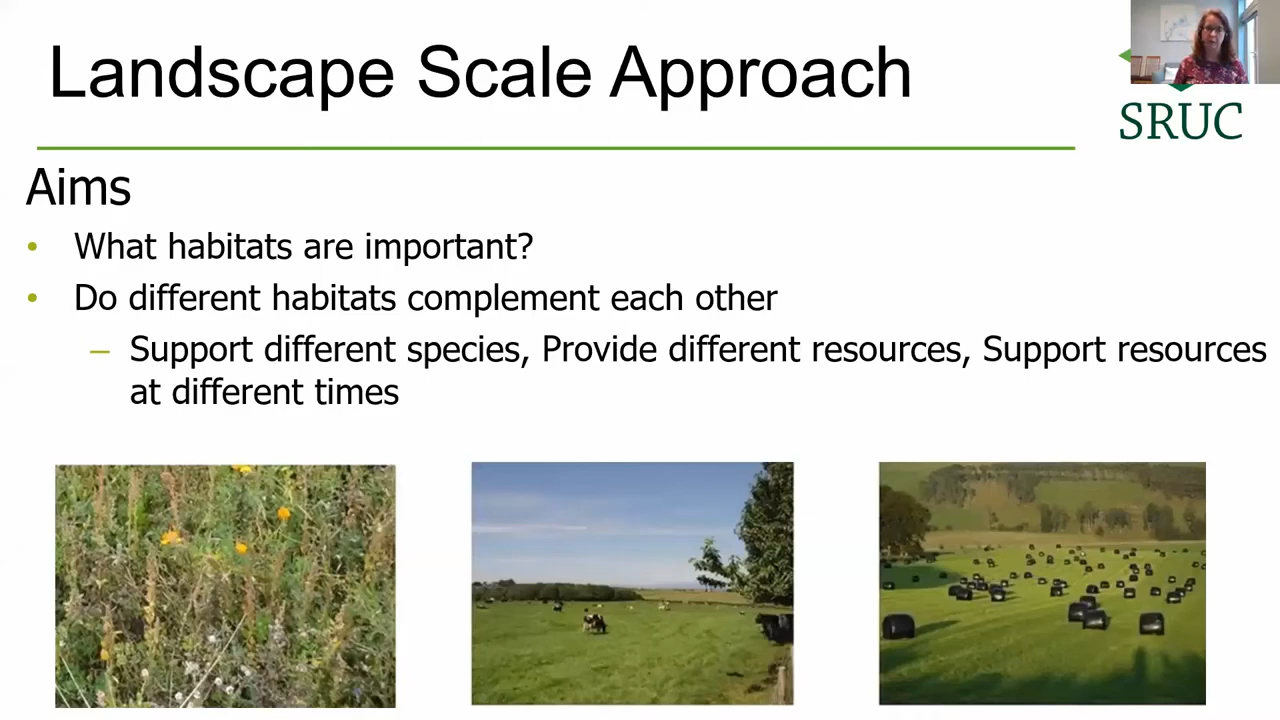 Landscape Scale Approach
SRUC
Aims
• What habitats are important?
• Do different habitats complement each other
– Support different species, Provide different resources, Support resources
at different times